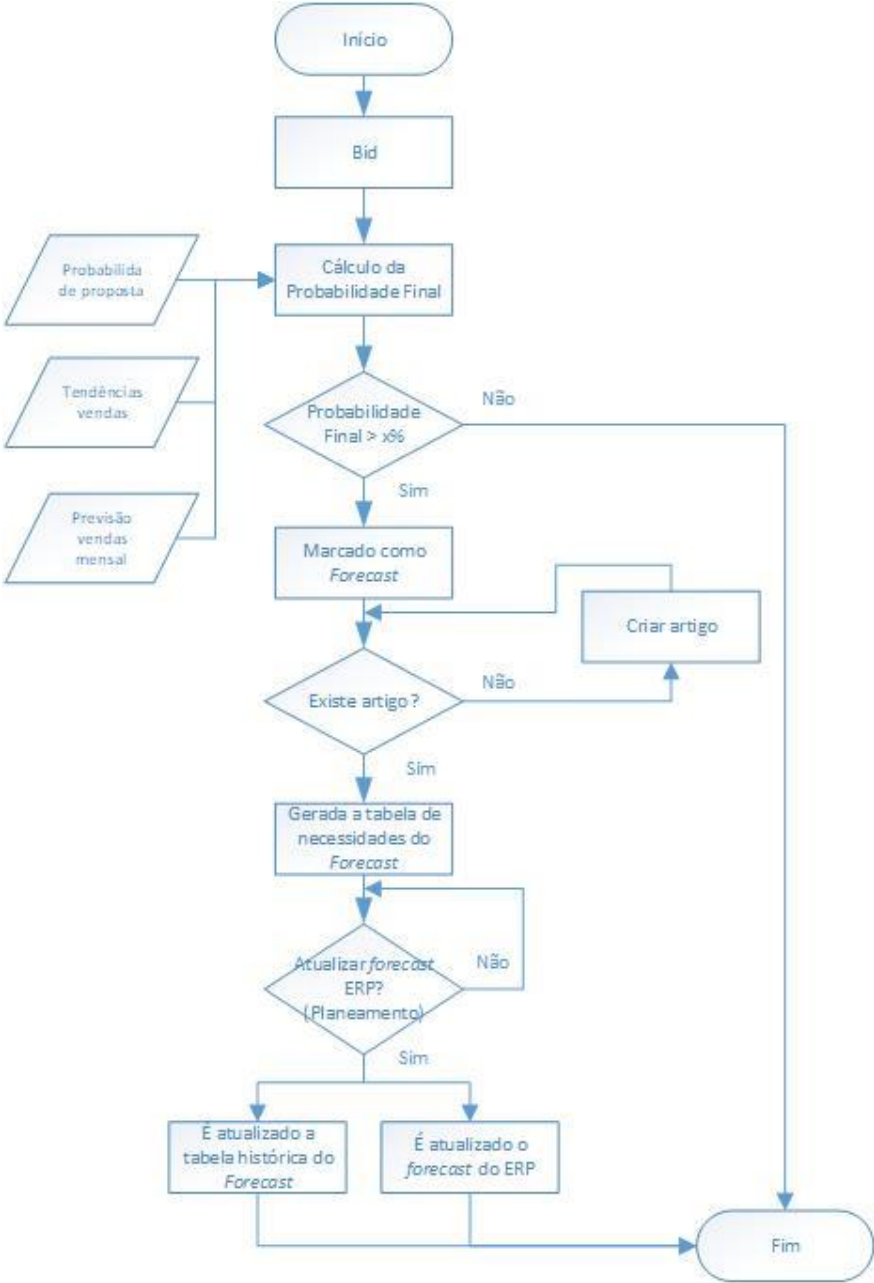 Início
Bid
Probabilida
de proposta
Cálculo da
Probabilidade Final
Tendências
vendas
Probabilidade
Final > x%
Não
Sim
Previsão
vendas
mensal
Marcado como
Forecast
Criar artigo
Existe artigo ?
Não
Sim
Gerada a tabela de
necessidades do
Forecast
Atualizar forecast
ERP?
(Planeamento)
Não
Sim
É atualizado a
tabela histórica do
Forecast
É atualizado o
forecast do ERP
Fim